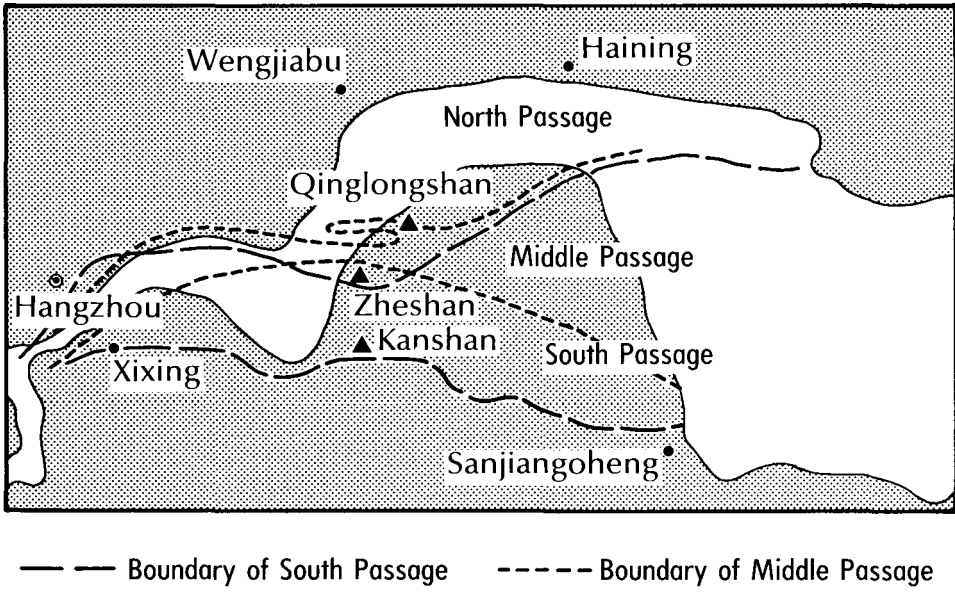 Haining
Wengjiabu
North Passage
Qinglongshan
Middle Passage
Hangzhou
Zheshan
Kanshan
South Passage
Xixing
Sanjiangoheng
Boundary of South Passage
Boundary of Middle Passage